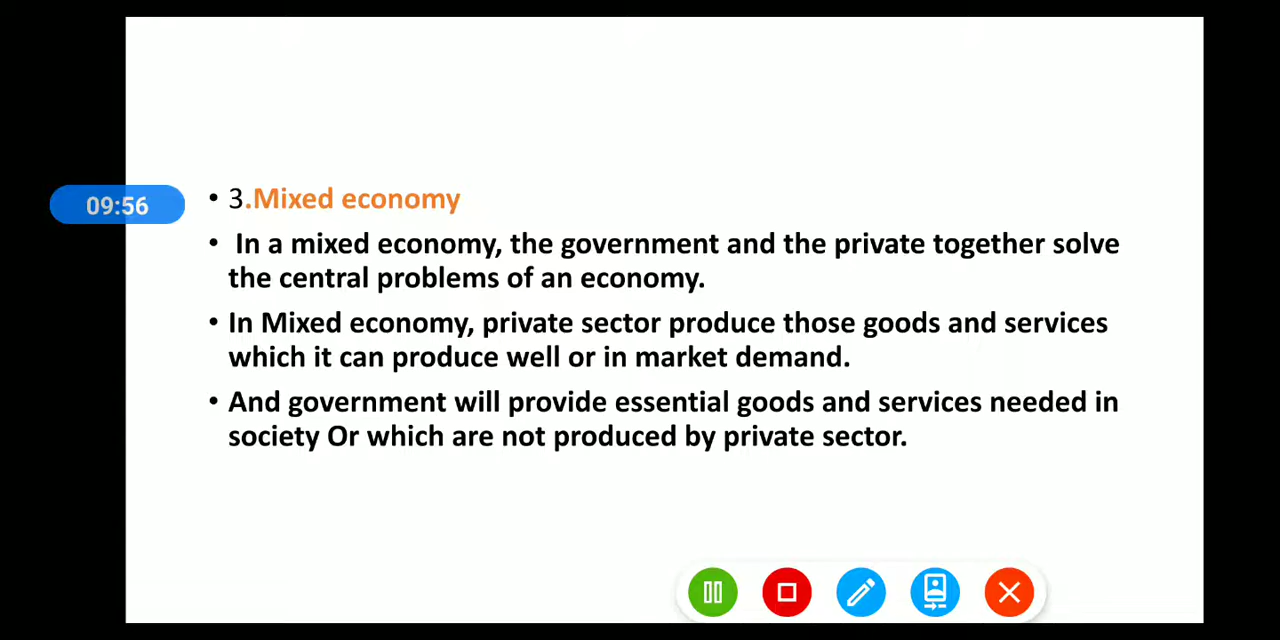 09:56
• 3.Mixed economy
• In a mixed economy, the government and the private together solve
the central problems of an economy.
• In Mixed economy, private sector produce those goods and services
which it can produce well or in market demand.
• And government will provide essential goods and services needed in
society Or which are not produced by private sector.